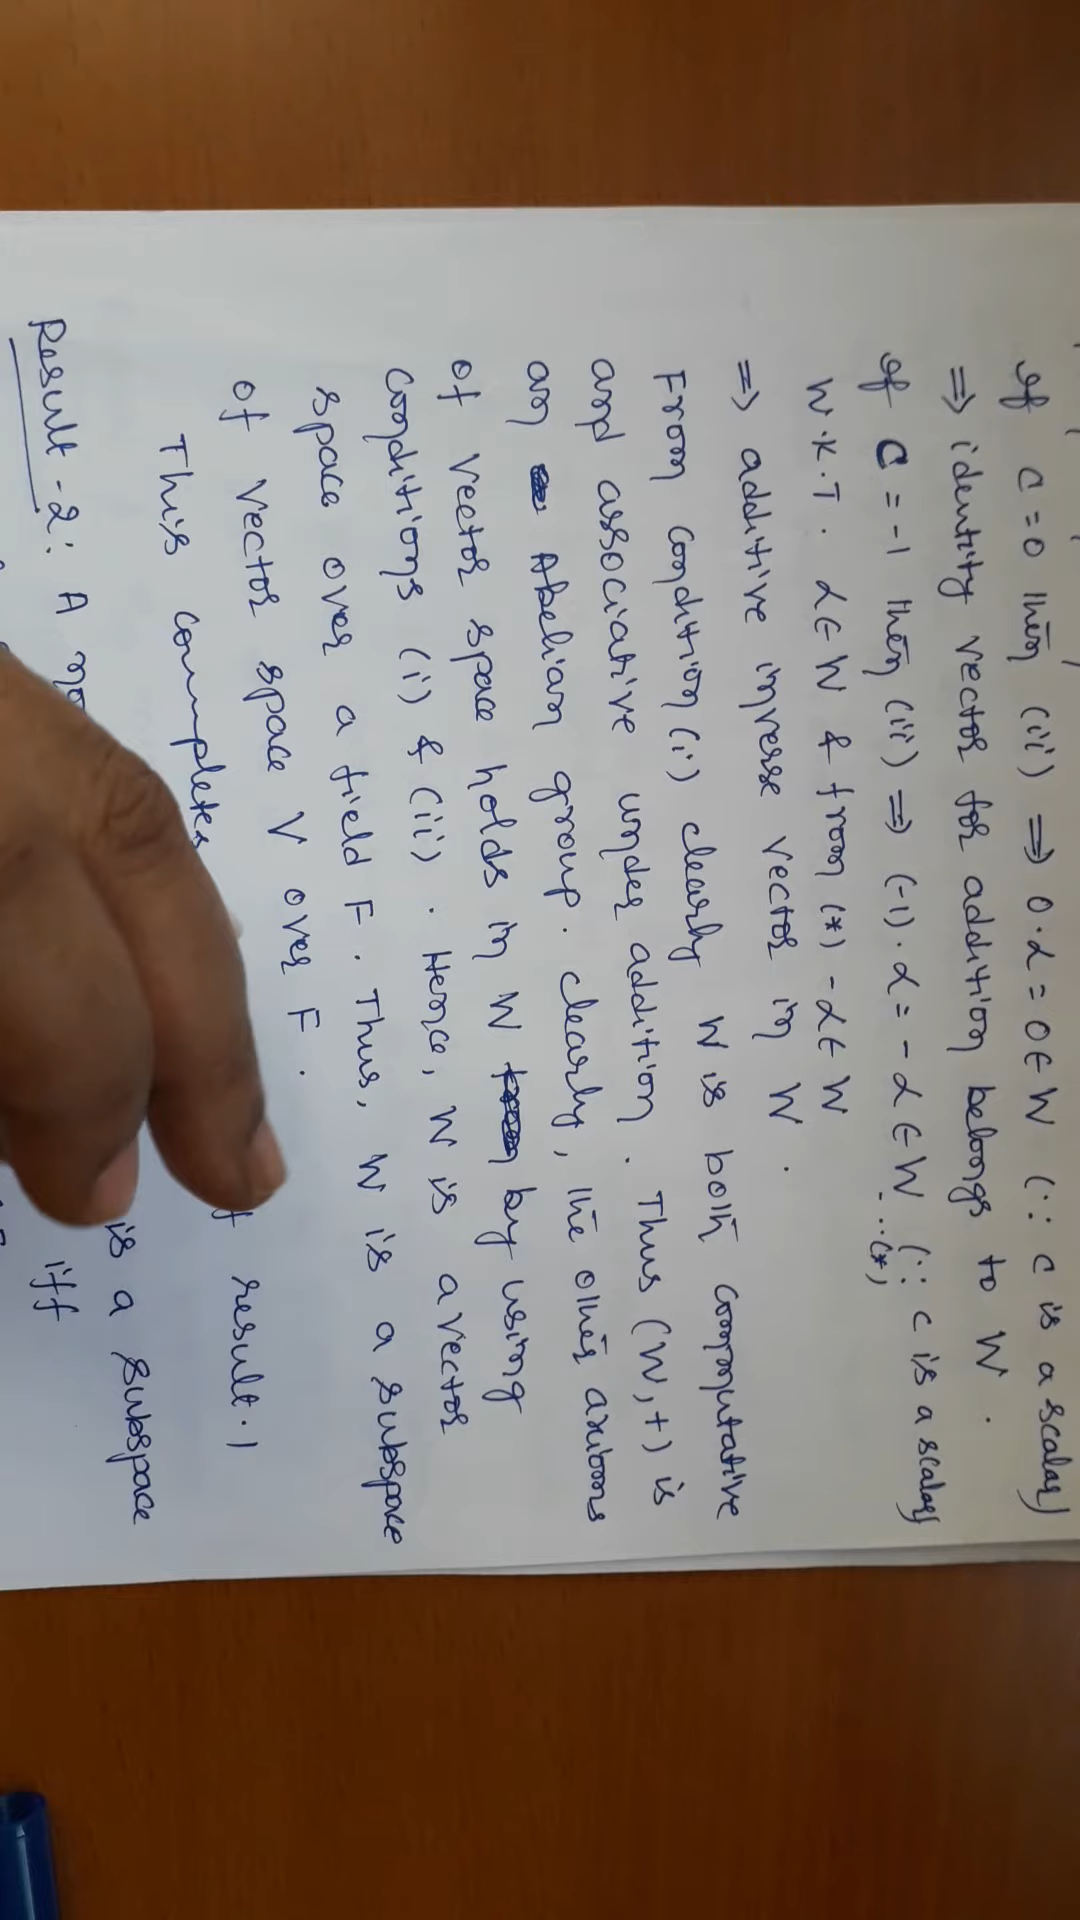 If C=0 then (ii) ⇒ 0·α=0∈W (∵ c is a scalar)
⇒ identity vector for addition belongs to W.
If C=-1 then (ii) ⇒ (-1)·α=-α∈W (∵ c is a scalar)
...(*)
W.K.T. α∈W & from (*) -α∈W
⇒ additive inverse vector in W.
From condition (i) clearly W is both commutative
and associative under addition. Thus (W,+) is
an Abelian group. Clearly, the other axioms
of vector space holds in W by using
Conditions (i) & (ii). Hence, W is a vector
space over a field F. Thus, W is a subspace
of vector space V over F.
This completes result.1
Result-2: A is a subspace
iff